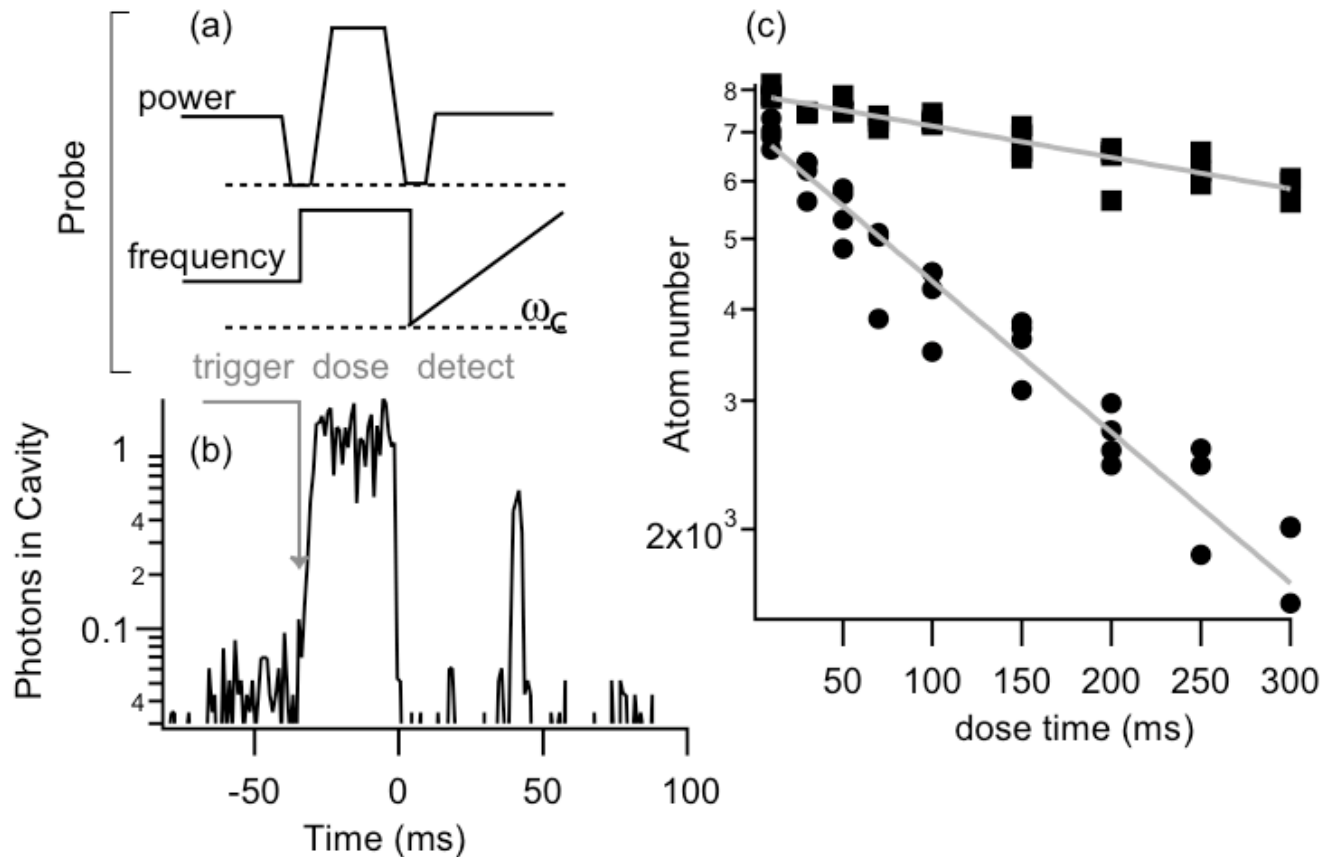 (a)
Probe
power
frequency
ωc
trigger dose detect
(b)
Photons in Cavity
1
4
2
0.1
4
-50 0 50 100
Time (ms)
(c)
Atom number
8
7
6
5
4
3
2x10³
50 100 150 200 250 300
dose time (ms)